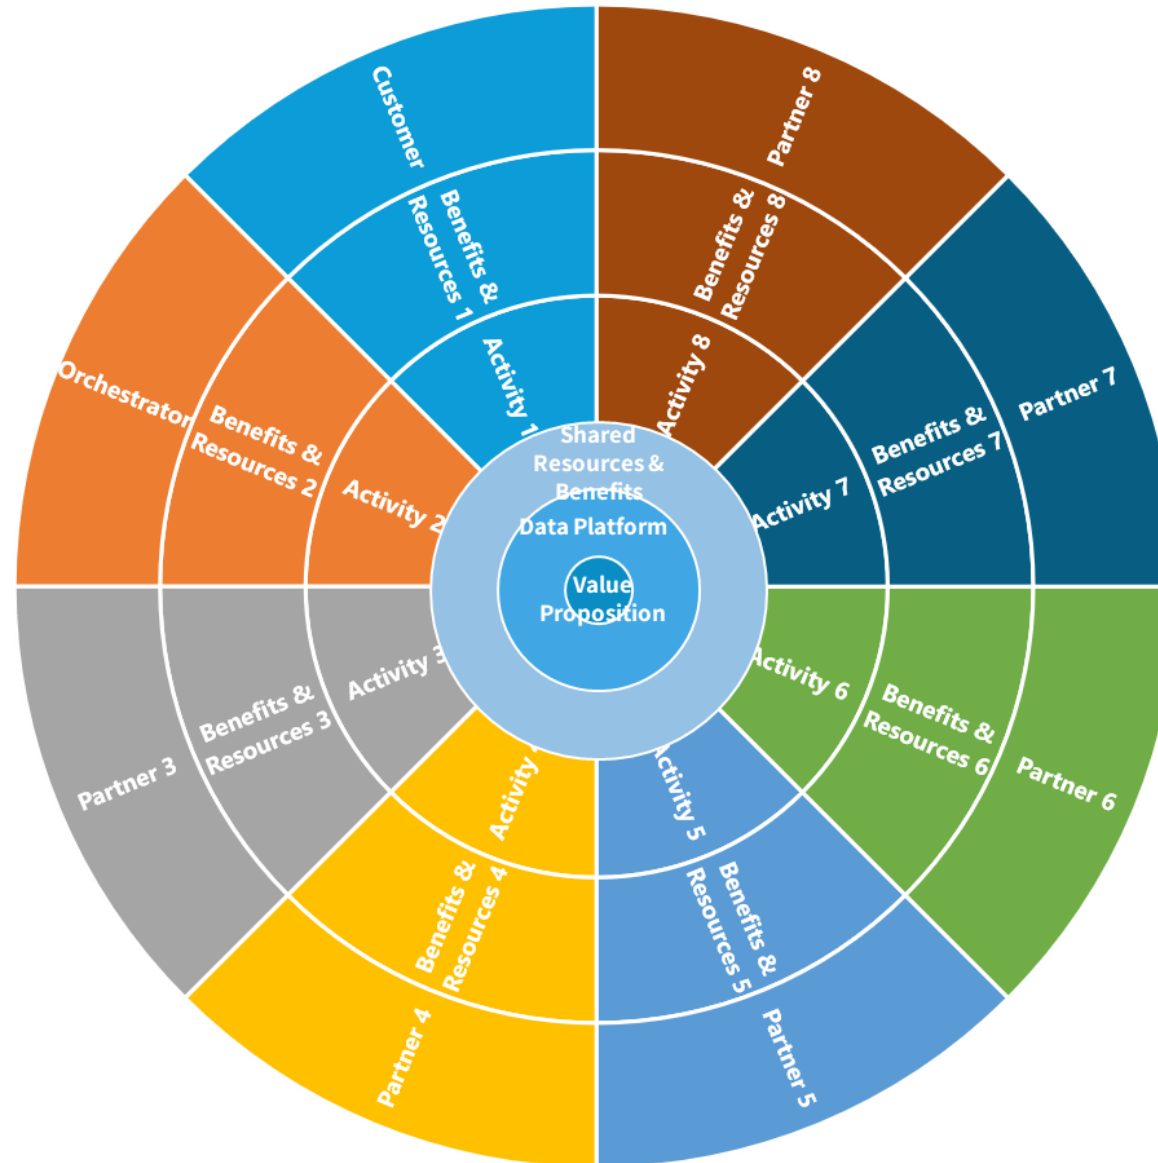 Customer
Benefits &
Resources 1
Activity 1
Partner 8
Benefits &
Resources 8
Activity 8
Partner 7
Benefits &
Resources 7
Activity 7
Partner 6
Benefits &
Resources 6
Activity 6
Partner 5
Benefits &
Resources 5
Activity 5
Partner 4
Benefits &
Resources 4
Activity
Partner 3
Benefits &
Resources 3
Activity 3
Orchestrator
Benefits &
Resources 2
Activity 2
Shared
Resources &
Benefits
Data Platform
Value
Proposition